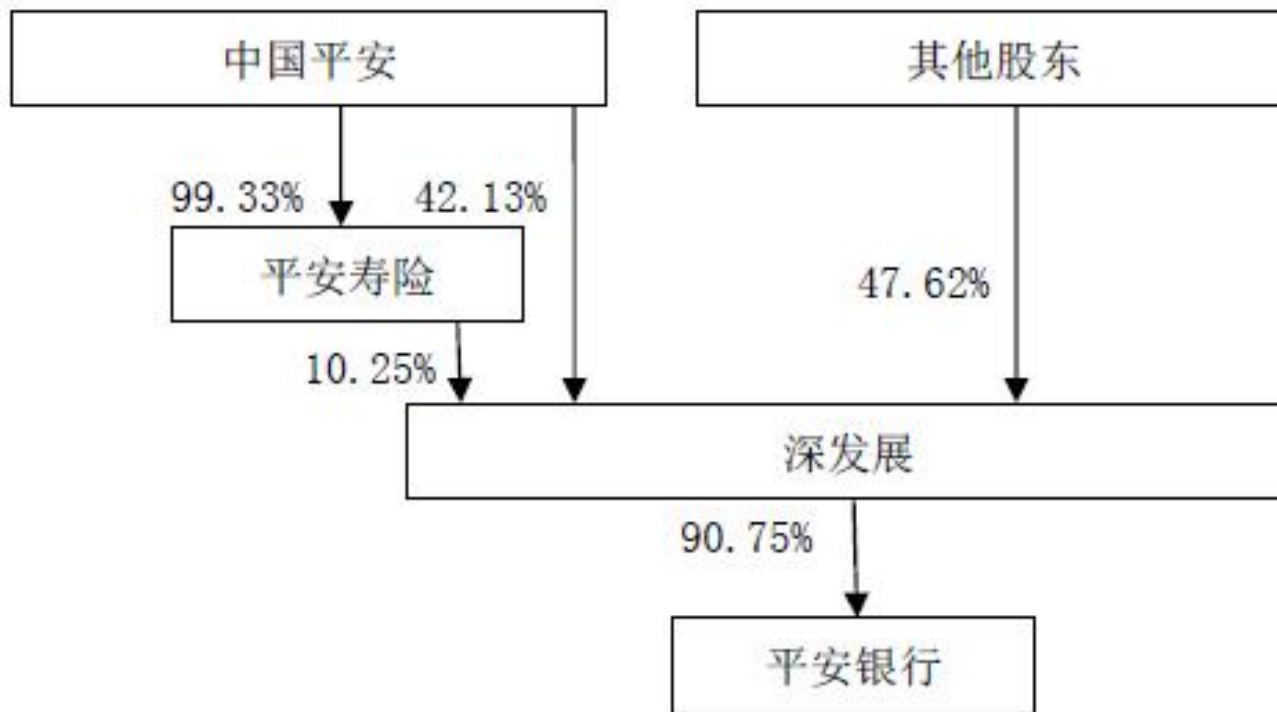 中国平安
其他股东
99.33%
42.13%
平安寿险
47.62%
10.25%
深发展
90.75%
平安银行